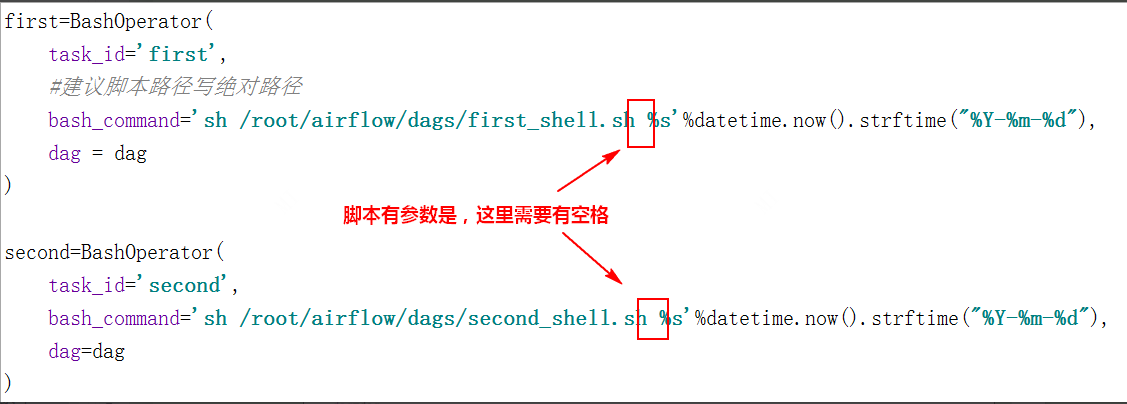 first=BashOperator(
    task_id='first',
    #建议脚本路径写绝对路径
    bash_command='sh /root/airflow/dags/first_shell.sh %s'%datetime.now().strftime("%Y-%m-%d"),
    dag = dag
)
脚本有参数是，这里需要有空格
second=BashOperator(
    task_id='second',
    bash_command='sh /root/airflow/dags/second_shell.sh %s'%datetime.now().strftime("%Y-%m-%d"),
    dag=dag
)